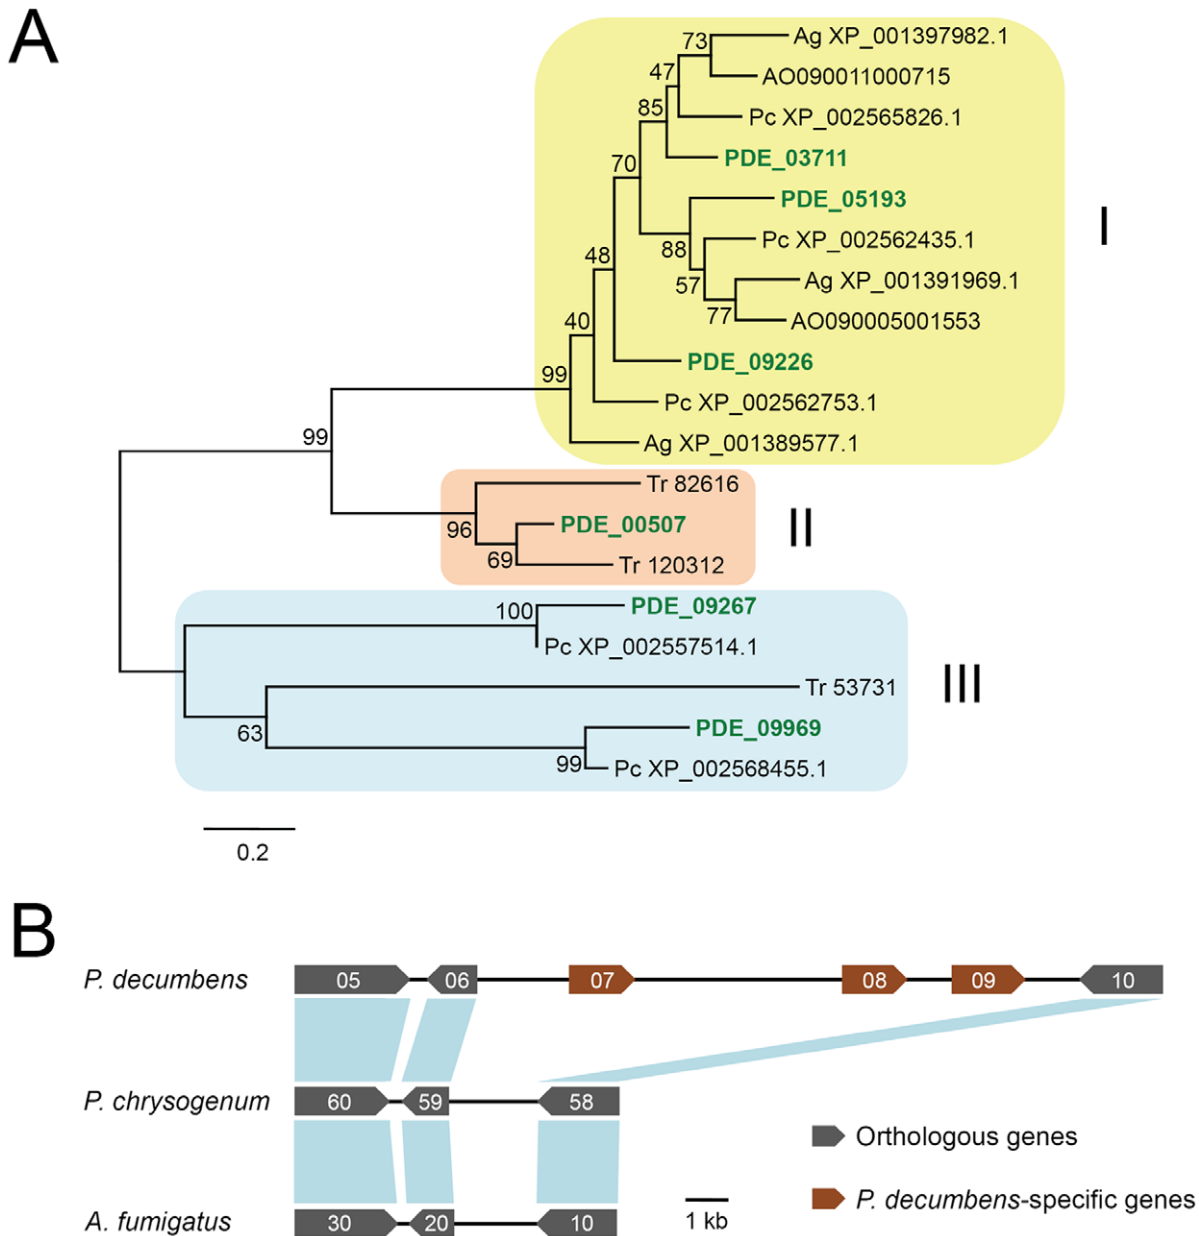 A
73
Ag XP_001397982.1
47
AO090011000715
85
Pc XP_002565826.1
70
PDE_03711
PDE_05193
88
Pc XP_002562435.1
48
57
Ag XP_001391969.1
77
AO090005001553
40
PDE_09226
99
Pc XP_002562753.1
Ag XP_001389577.1
I
99
Tr 82616
96
PDE_00507
69
Tr 120312
II
100
PDE_09267
Pc XP_002557514.1
Tr 53731
63
PDE_09969
99
Pc XP_002568455.1
III
0.2
B
P. decumbens 05 06 07 08 09 10
P. chrysogenum 60 59 58
A. fumigatus 30 20 10
1 kb
Orthologous genes
P. decumbens-specific genes